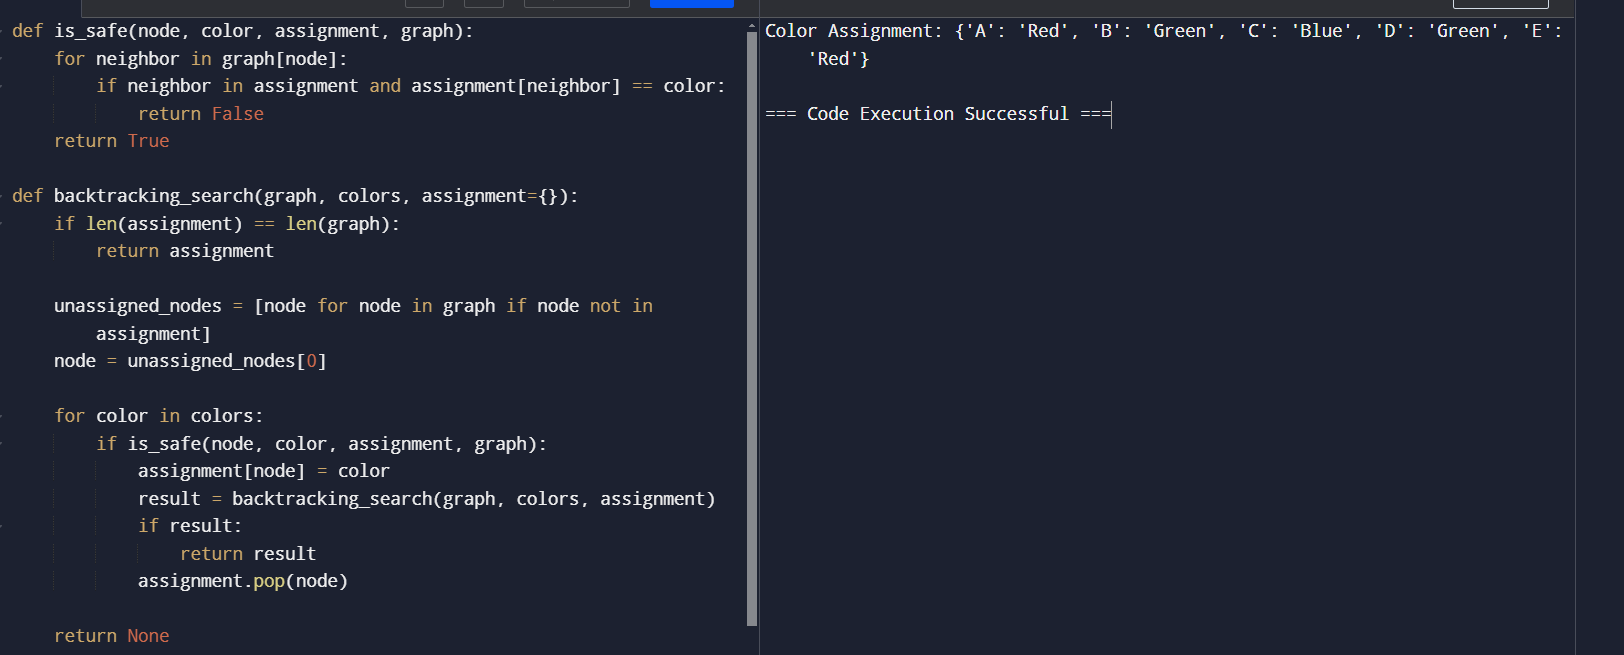 def is_safe(node, color, assignment, graph):
    for neighbor in graph[node]:
        if neighbor in assignment and assignment[neighbor] == color:
            return False
    return True

def backtracking_search(graph, colors, assignment={}):
    if len(assignment) == len(graph):
        return assignment

    unassigned_nodes = [node for node in graph if node not in
        assignment]
    node = unassigned_nodes[0]

    for color in colors:
        if is_safe(node, color, assignment, graph):
            assignment[node] = color
            result = backtracking_search(graph, colors, assignment)
            if result:
                return result
            assignment.pop(node)

    return None
Color Assignment: {'A': 'Red', 'B': 'Green', 'C': 'Blue', 'D': 'Green', 'E':
    'Red'}

=== Code Execution Successful ===